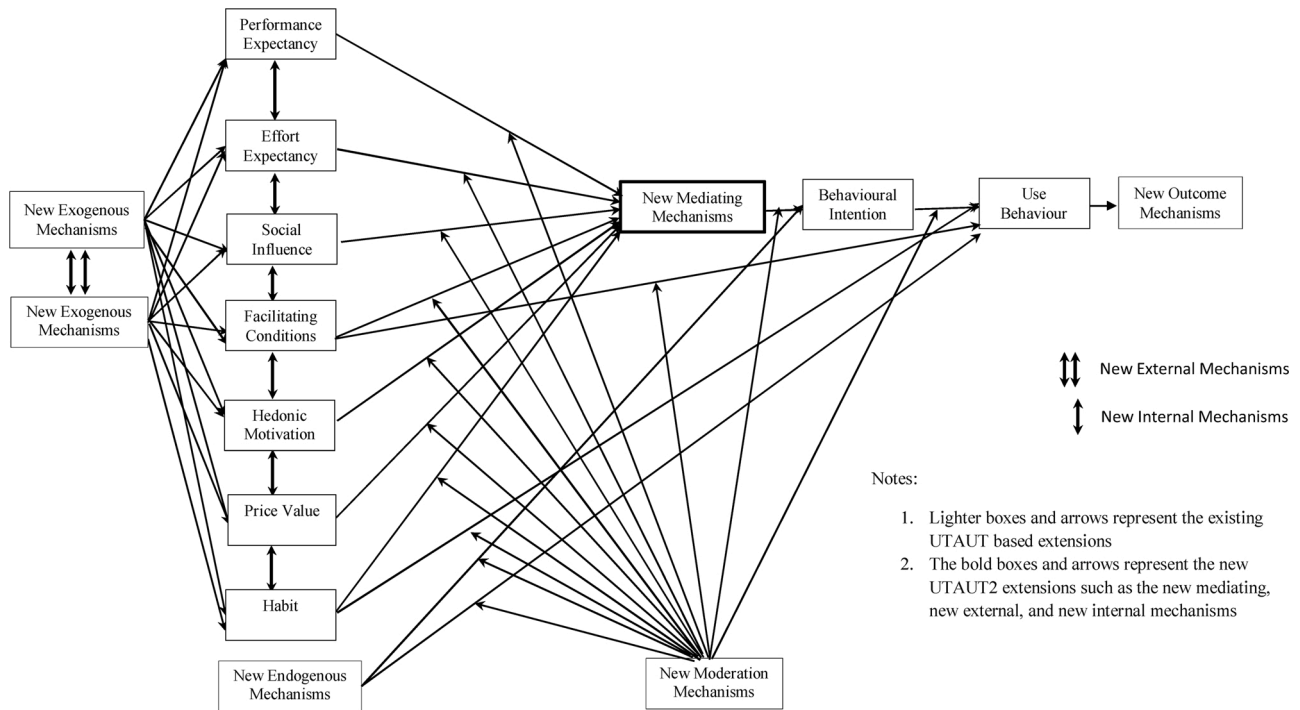 Performance
Expectancy
Effort
Expectancy
New Exogenous
Mechanisms
Social
Influence
New Exogenous
Mechanisms
Facilitating
Conditions
Hedonic
Motivation
Price Value
Habit
New Endogenous
Mechanisms
New Mediating
Mechanisms
Behavioural
Intention
Use
Behaviour
New Outcome
Mechanisms
New Moderation
Mechanisms
New External Mechanisms
New Internal Mechanisms
Notes:
1. Lighter boxes and arrows represent the existing
UTAUT based extensions
2. The bold boxes and arrows represent the new
UTAUT2 extensions such as the new mediating,
new external, and new internal mechanisms